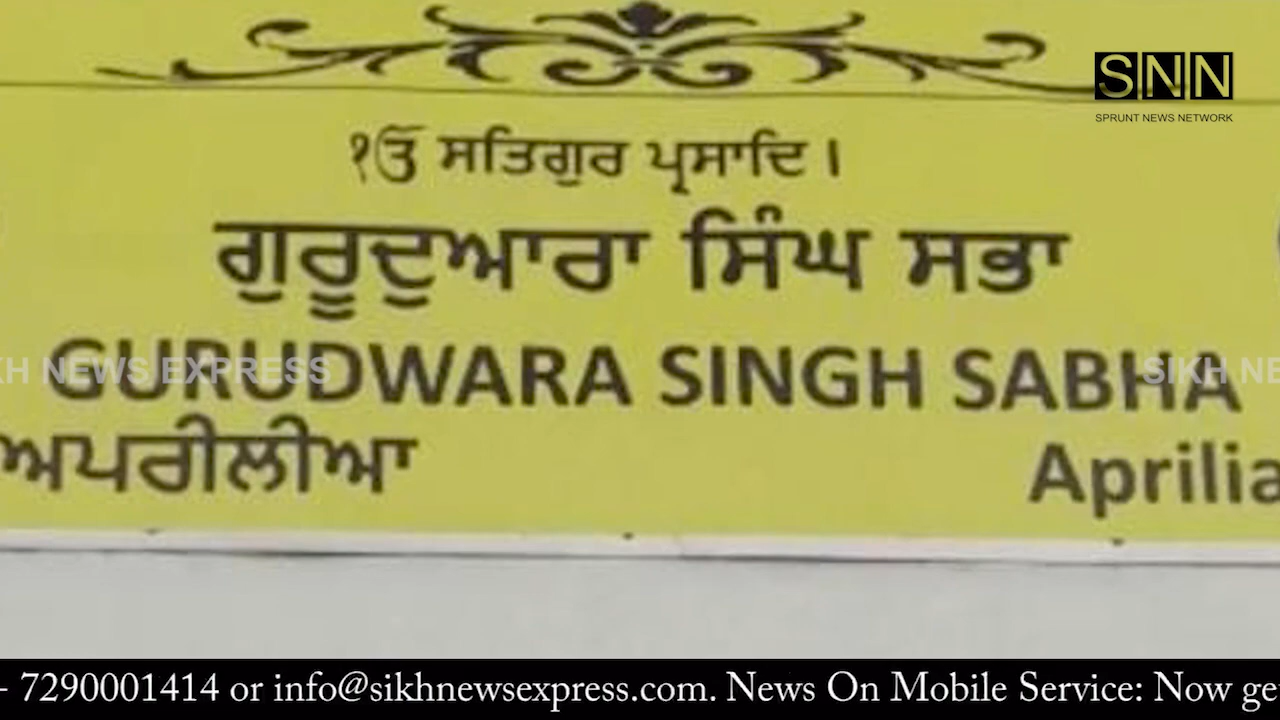 SNN
SPRUNT NEWS NETWORK
ੴ ਸਤਿਗੁਰ ਪ੍ਰਸਾਦਿ।
ਗੁਰੂਦੁਆਰਾ ਸਿੰਘ ਸਭਾ
SIKH NEWS EXPRESS
GURUDWARA SINGH SABHA
ਅਪਰੀਲੀਆ Aprilia
- 7290001414 or info@sikhnewsexpress.com. News On Mobile Service: Now ge